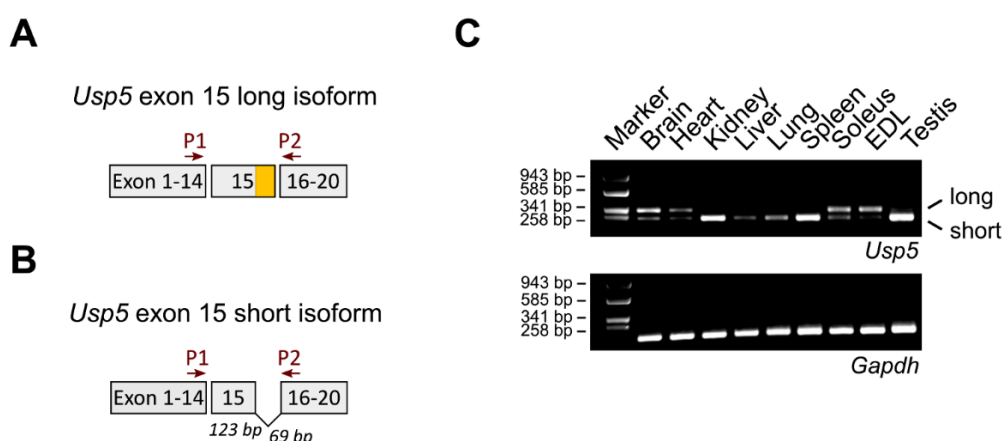 A
Usp5 exon 15 long isoform
P1 P2
Exon 1-14 15 16-20
B
Usp5 exon 15 short isoform
P1 P2
Exon 1-14 15 16-20
123 bp 69 bp
C
Marker Brain Heart Kidney Liver Lung Spleen Soleus EDL Testis
943 bp –
585 bp –
341 bp – long
258 bp – short
Usp5
943 bp –
585 bp –
341 bp –
258 bp –
Gapdh